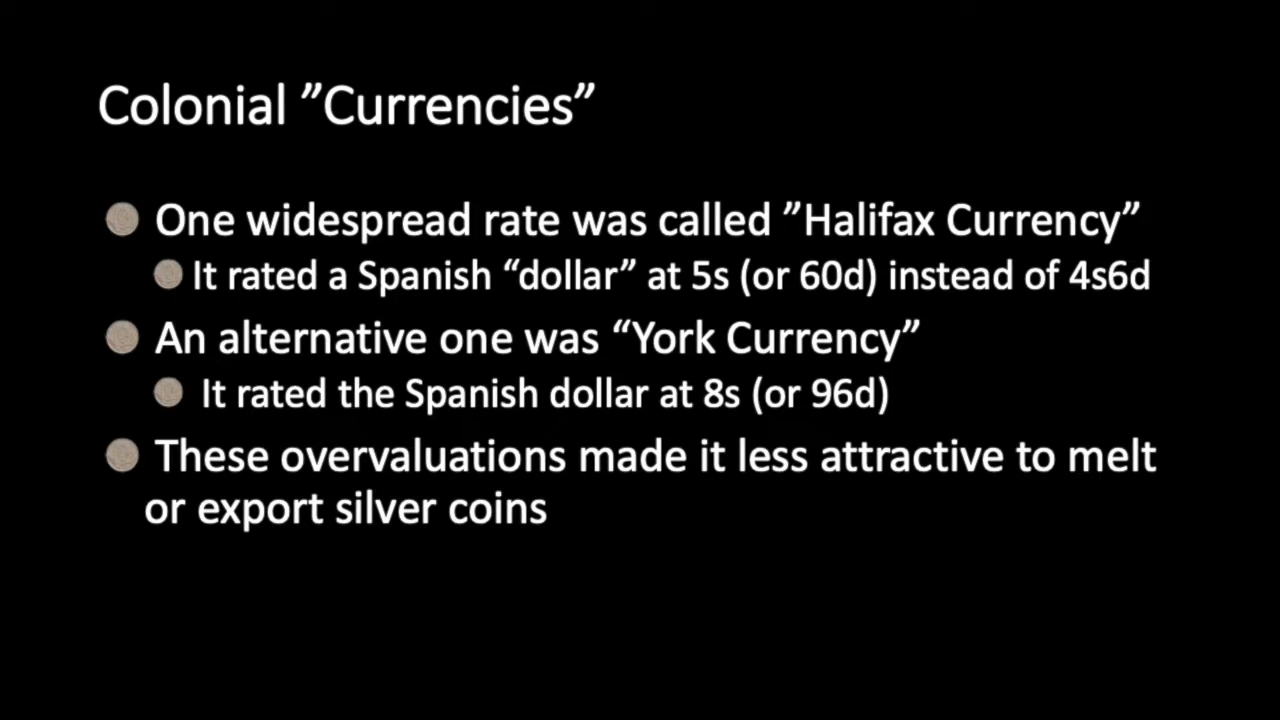 Colonial ”Currencies”
One widespread rate was called ”Halifax Currency”
It rated a Spanish “dollar” at 5s (or 60d) instead of 4s6d
An alternative one was “York Currency”
It rated the Spanish dollar at 8s (or 96d)
These overvaluations made it less attractive to melt
or export silver coins